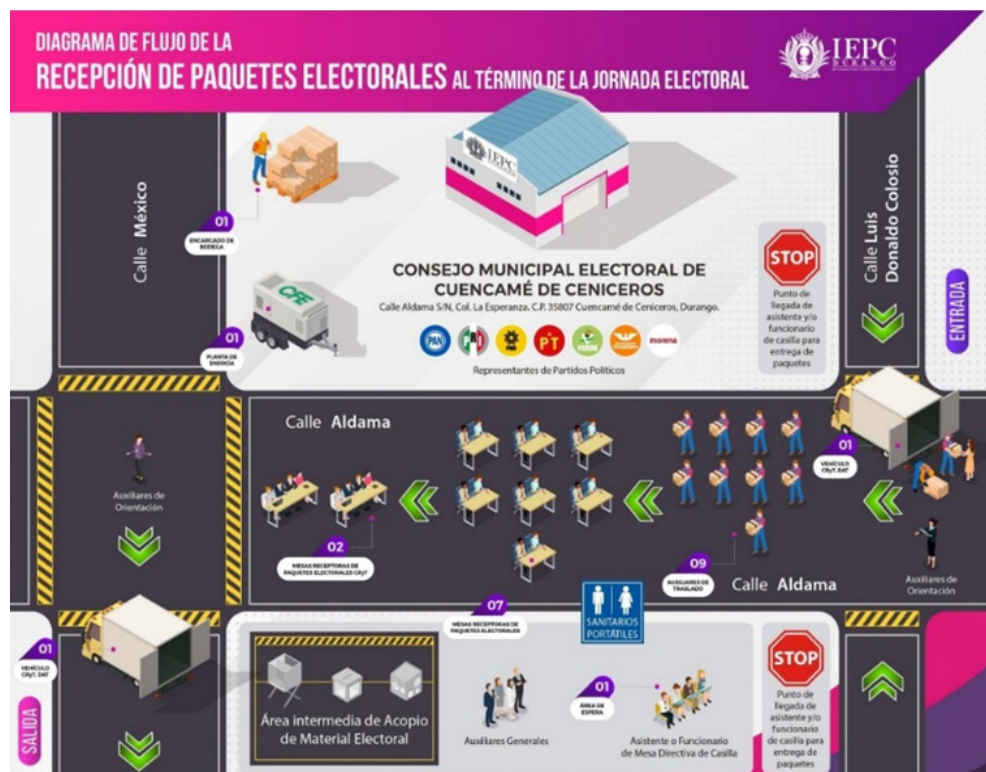 DIAGRAMA DE FLUJO DE LA
RECEPCIÓN DE PAQUETES ELECTORALES AL TÉRMINO DE LA JORNADA ELECTORAL
IEPC
DURANGO
Calle México
01
ENCARGADO DE
BODEGA
IEPC
CFE
01
PLANTA DE
ENERGÍA
CONSEJO MUNICIPAL ELECTORAL DE
CUENCAMÉ DE CENICEROS
Calle Aldama S/N, Col. La Esperanza, C.P. 35807 Cuencamé de Ceniceros, Durango.
PAN
PRI
PRD
PT
VERDE
morena
Representantes de Partidos Políticos
STOP
Punto de
llegada de
asistente y/o
funcionario
de casilla para
entrega de
paquetes
Calle Luis
Donaldo Colosio
ENTRADA
Calle Aldama
01
VEHÍCULO
CRyT, DAT
Auxiliares de
Orientación
02
MESAS RECEPTORAS DE
PAQUETES ELECTORALES CRyT
09
AUXILIARES DE
TRASLADO
Calle Aldama
Auxiliares de
Orientación
07
MESAS RECEPTORAS DE
PAQUETES ELECTORALES
SANITARIOS
PORTÁTILES
01
VEHÍCULO
CRyT, DAT
SALIDA
Área intermedia de Acopio
de Material Electoral
Auxiliares Generales
01
ÁREA DE
ESPERA
Asistente o Funcionario
de Mesa Directiva de Casilla
STOP
Punto de
llegada de
asistente y/o
funcionario
de casilla para
entrega de
paquetes